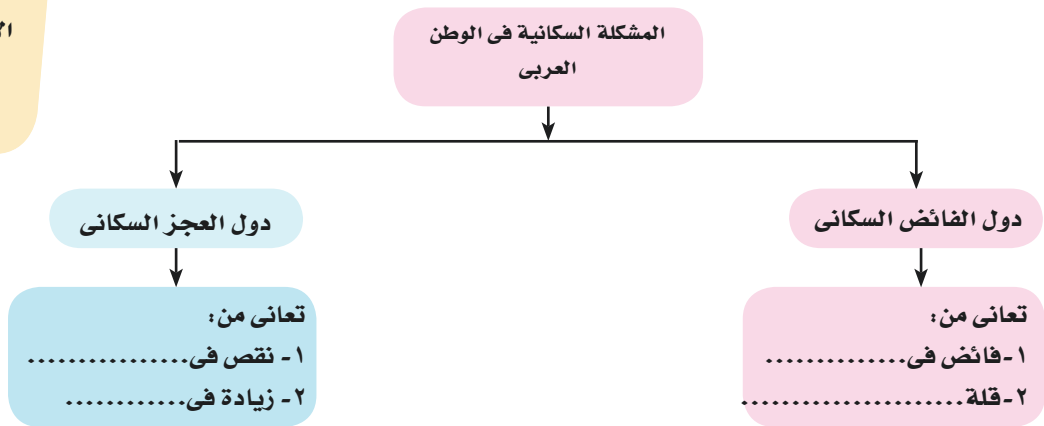 المشكلة السكانية فى الوطن
العربى
دول الفائض السكانى
دول العجز السكانى
تعانى من:
١-فائض فى..............
٢-قلة......................
تعانى من:
١- نقص فى................
٢- زيادة فى............